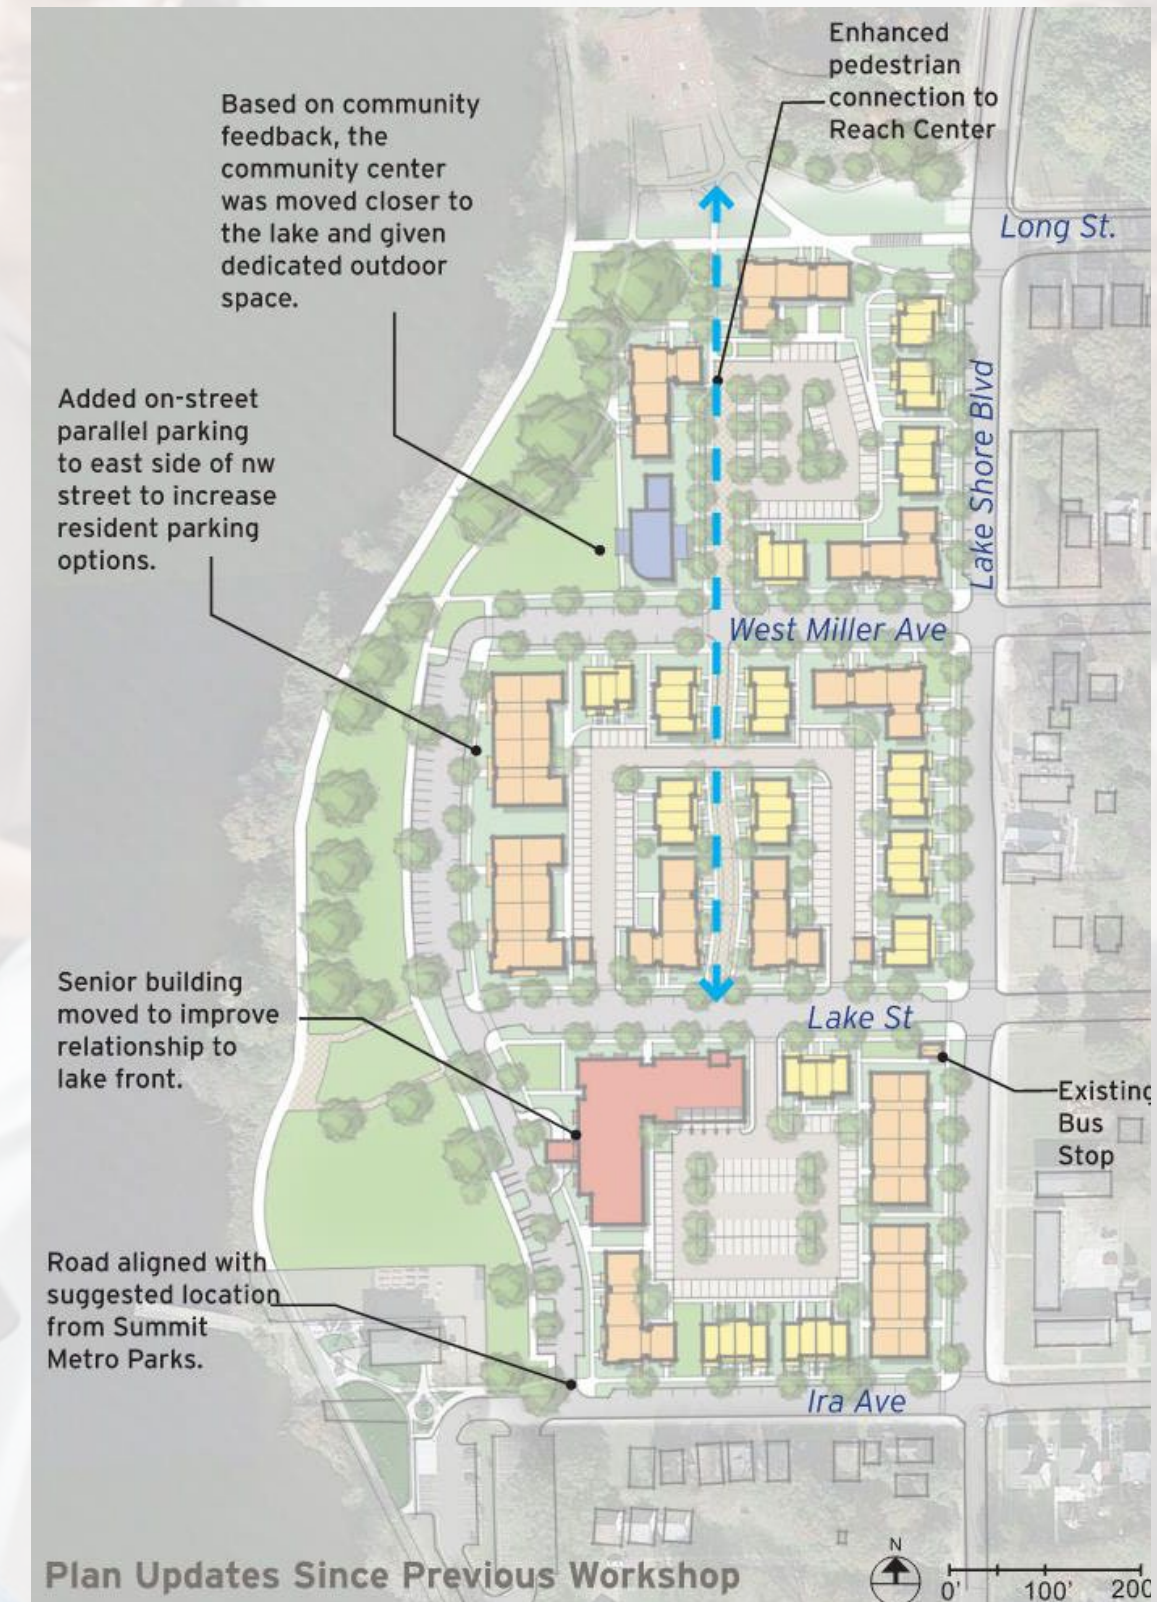 Enhanced
pedestrian
connection to
Reach Center
Based on community
feedback, the
community center
was moved closer to
the lake and given
dedicated outdoor
space.
Long St.
Added on-street
parallel parking
to east side of nw
street to increase
resident parking
options.
Lake Shore Blvd
West Miller Ave
Senior building
moved to improve
relationship to
lake front.
Lake St
Existing
Bus
Stop
Road aligned with
suggested location
from Summit
Metro Parks.
Ira Ave
Plan Updates Since Previous Workshop
N
0' 100' 200